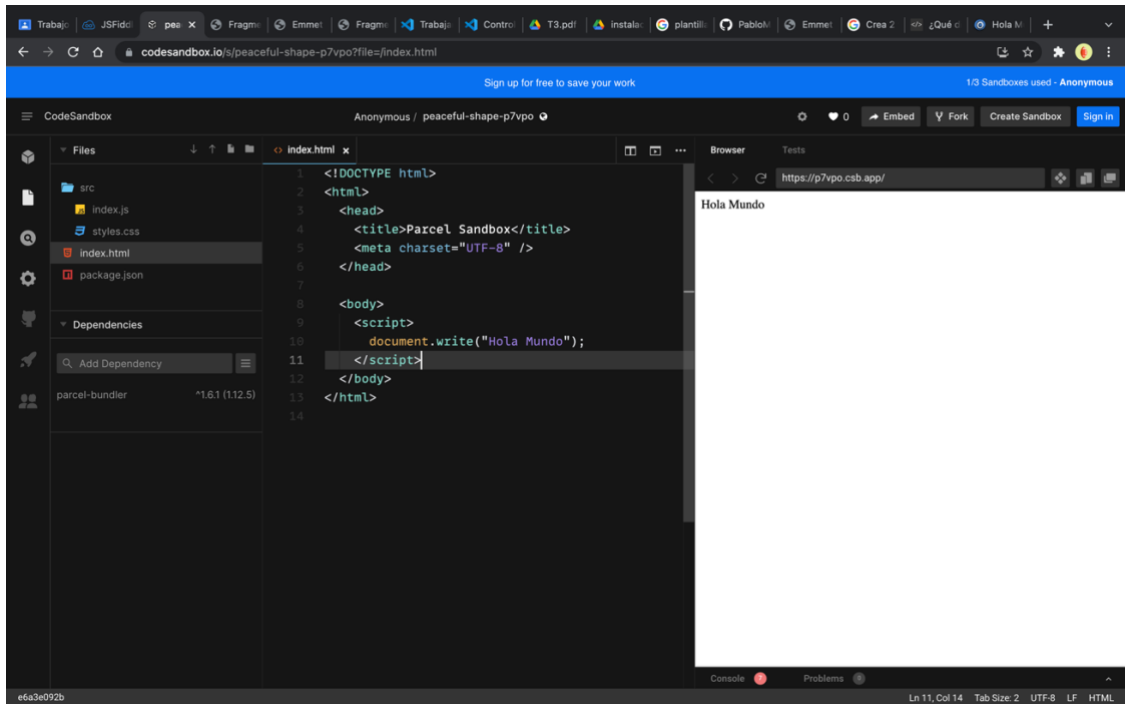 Trabajo JSFidd pea Fragme Emmet Fragme Trabaja Control T3.pdf instalac plantill PabloM Emmet Crea 2 ¿Qué d Hola M
codesandbox.io/s/peaceful-shape-p7vpo?file=/index.html
Sign up for free to save your work 1/3 Sandboxes used - Anonymous
CodeSandbox Anonymous / peaceful-shape-p7vpo 0 Embed Fork Create Sandbox Sign in
Files index.html Browser Tests
https://p7vpo.csb.app/
src
index.js
styles.css
index.html
package.json
Dependencies
Add Dependency
parcel-bundler ^1.6.1 (1.12.5)
1 <!DOCTYPE html>
2 <html>
3 <head>
4 <title>Parcel Sandbox</title>
5 <meta charset="UTF-8" />
6 </head>
7
8 <body>
9 <script>
10 document.write("Hola Mundo");
11 </script>
12 </body>
13 </html>
14
Hola Mundo
Console Problems
e6a3e092b Ln 11, Col 14 Tab Size: 2 UTF-8 LF HTML